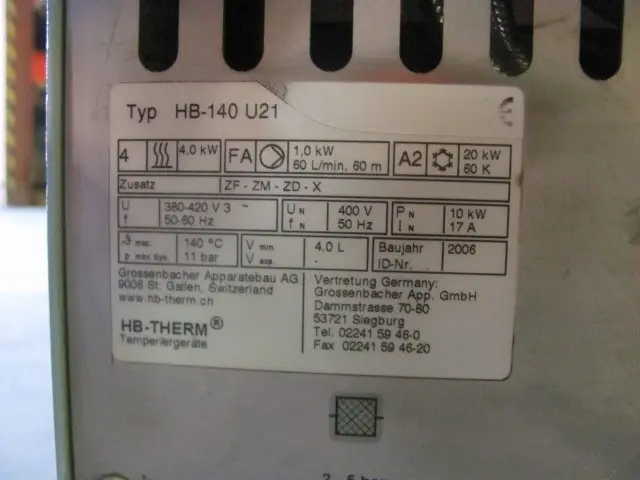 Typ HB-140 U21
4 4,0 kW FA 1,0 kW 60 L/min. 60 m A2 20 kW 60 K
Zusatz ZF - ZM - ZD - X
U 380-420 V 3 ~ U N 400 V P N 10 kW
f 50-60 Hz f N 50 Hz I N 17 A
ϑ max. 140 °C V min. 4.0 L Baujahr 2006
p max. sys. 11 bar V exp. - ID-Nr.
Grossenbacher Apparatebau AG
9006 St. Gallen, Switzerland
www.hb-therm.ch
HB-THERM®
Temperiergeräte
Vertretung Germany:
Grossenbacher App. GmbH
Dammstrasse 70-80
53721 Siegburg
Tel. 02241 59 46-0
Fax 02241 59 46-20